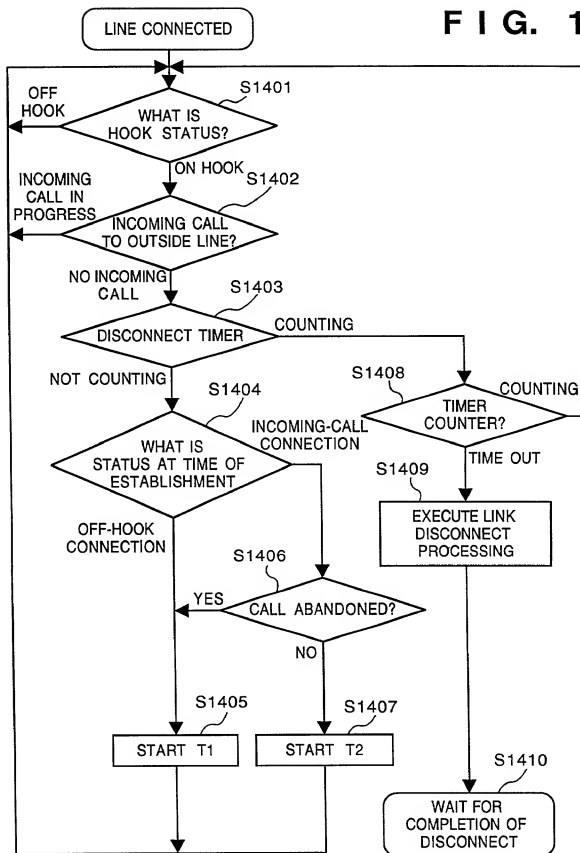 F I G. 1
LINE CONNECTED
S1401
OFF
HOOK
WHAT IS
HOOK STATUS?
ON HOOK
S1402
INCOMING
CALL IN
PROGRESS
INCOMING CALL
TO OUTSIDE LINE?
NO INCOMING
CALL
S1403
DISCONNECT TIMER
COUNTING
NOT COUNTING
S1404
S1408
COUNTING
TIMER
COUNTER?
WHAT IS
STATUS AT TIME OF
ESTABLISHMENT
INCOMING-CALL
CONNECTION
TIME OUT
S1409
EXECUTE LINK
DISCONNECT
PROCESSING
OFF-HOOK
CONNECTION
S1406
YES
CALL ABANDONED?
NO
S1405
S1407
START T1
START T2
S1410
WAIT FOR
COMPLETION OF
DISCONNECT